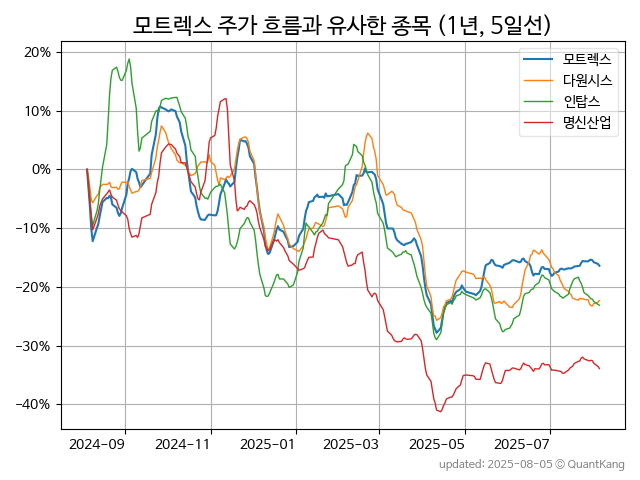 모트렉스 주가 흐름과 유사한 종목 (1년, 5일선)
모트렉스
다원시스
인탑스
명신산업
20%
10%
0%
−10%
−20%
−30%
−40%
2024-09 2024-11 2025-01 2025-03 2025-05 2025-07
updated: 2025-08-05 © QuantKang